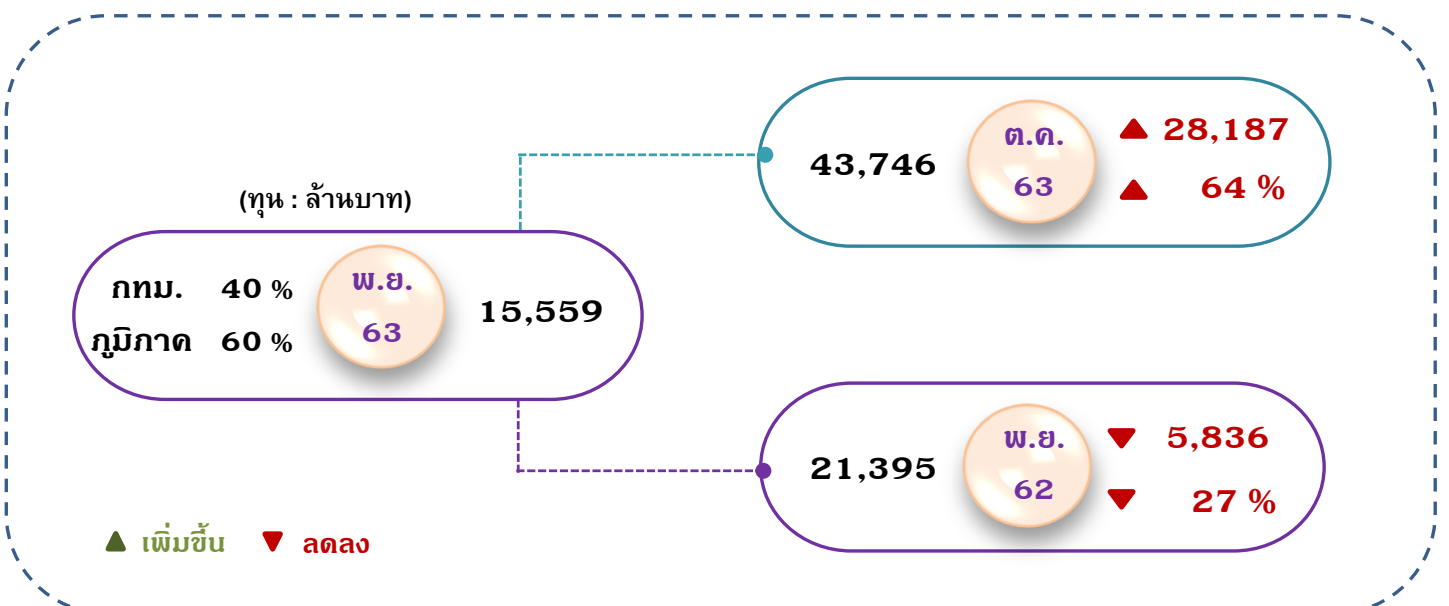 (ทุน : ล้านบาท)
กทม. 40 %
ภูมิภาค 60 %
พ.ย.
63
15,559
43,746
ต.ค.
63
▲ 28,187
▲ 64 %
21,395
พ.ย.
62
▼ 5,836
▼ 27 %
▲ เพิ่มขึ้น ▼ ลดลง